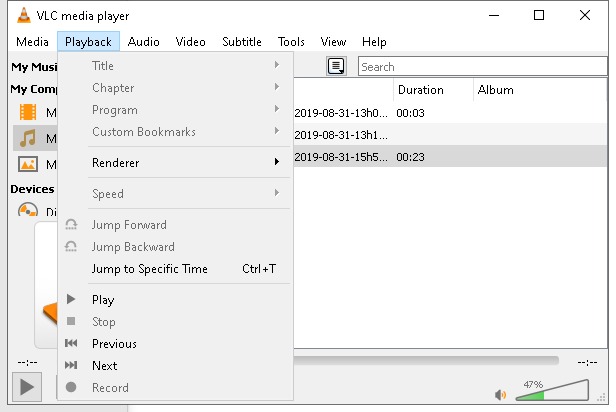 VLC media player
Media Playback Audio Video Subtitle Tools View Help
My Musi
Search
Title
My Comp
Duration Album
Chapter
M
Program
2019-08-31-13h0... 00:03
M
Custom Bookmarks
2019-08-31-13h1...
M
Renderer
2019-08-31-15h5... 00:23
Devices
Speed
Di
Jump Forward
Jump Backward
Jump to Specific Time Ctrl+T
Play
Stop
Previous
--:-- Next --:--
Record
47%